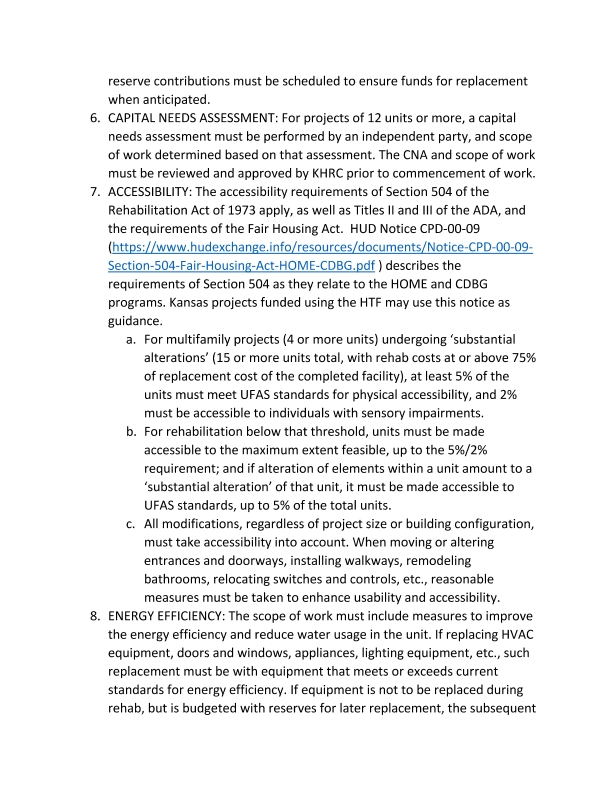 reserve contributions must be scheduled to ensure funds for replacement
when anticipated.
6. CAPITAL NEEDS ASSESSMENT: For projects of 12 units or more, a capital
needs assessment must be performed by an independent party, and scope
of work determined based on that assessment. The CNA and scope of work
must be reviewed and approved by KHRC prior to commencement of work.
7. ACCESSIBILITY: The accessibility requirements of Section 504 of the
Rehabilitation Act of 1973 apply, as well as Titles II and III of the ADA, and
the requirements of the Fair Housing Act.  HUD Notice CPD-00-09
(https://www.hudexchange.info/resources/documents/Notice-CPD-00-09-
Section-504-Fair-Housing-Act-HOME-CDBG.pdf ) describes the
requirements of Section 504 as they relate to the HOME and CDBG
programs. Kansas projects funded using the HTF may use this notice as
guidance.
a. For multifamily projects (4 or more units) undergoing ‘substantial
alterations’ (15 or more units total, with rehab costs at or above 75%
of replacement cost of the completed facility), at least 5% of the
units must meet UFAS standards for physical accessibility, and 2%
must be accessible to individuals with sensory impairments.
b. For rehabilitation below that threshold, units must be made
accessible to the maximum extent feasible, up to the 5%/2%
requirement; and if alteration of elements within a unit amount to a
‘substantial alteration’ of that unit, it must be made accessible to
UFAS standards, up to 5% of the total units.
c. All modifications, regardless of project size or building configuration,
must take accessibility into account. When moving or altering
entrances and doorways, installing walkways, remodeling
bathrooms, relocating switches and controls, etc., reasonable
measures must be taken to enhance usability and accessibility.
8. ENERGY EFFICIENCY: The scope of work must include measures to improve
the energy efficiency and reduce water usage in the unit. If replacing HVAC
equipment, doors and windows, appliances, lighting equipment, etc., such
replacement must be with equipment that meets or exceeds current
standards for energy efficiency. If equipment is not to be replaced during
rehab, but is budgeted with reserves for later replacement, the subsequent